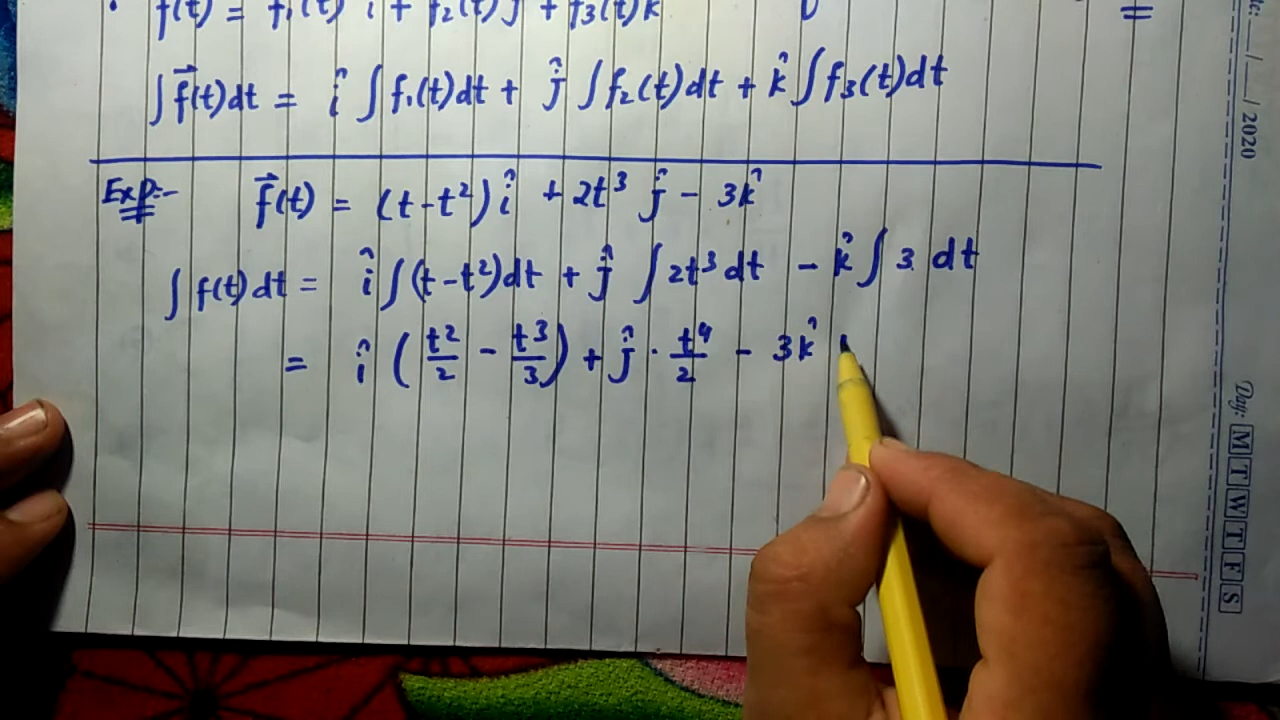 f(t) = f₁(t) î + f₂(t) ĵ + f₃(t) k
∫ f⃗(t) dt = î ∫ f₁(t) dt + ĵ ∫ f₂(t) dt + k̂ ∫ f₃(t) dt
Exp:- f⃗(t) = (t - t²) î + 2t³ ĵ - 3k̂
∫ f(t) dt = î ∫ (t - t²) dt + ĵ ∫ 2t³ dt - k̂ ∫ 3 dt
= î (t²/2 - t³/3) + ĵ · t⁴/2 - 3k̂
/ / 2020
Day: M T W T F S